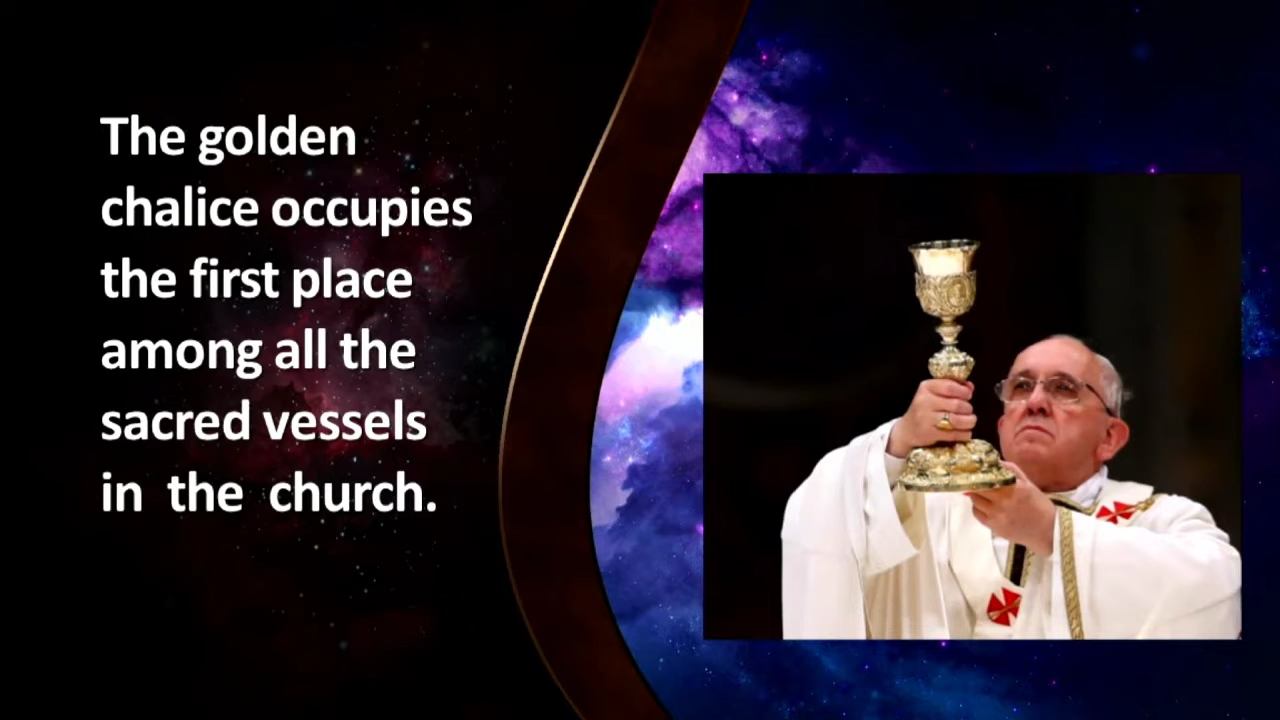 The golden
chalice occupies
the first place
among all the
sacred vessels
in the church.